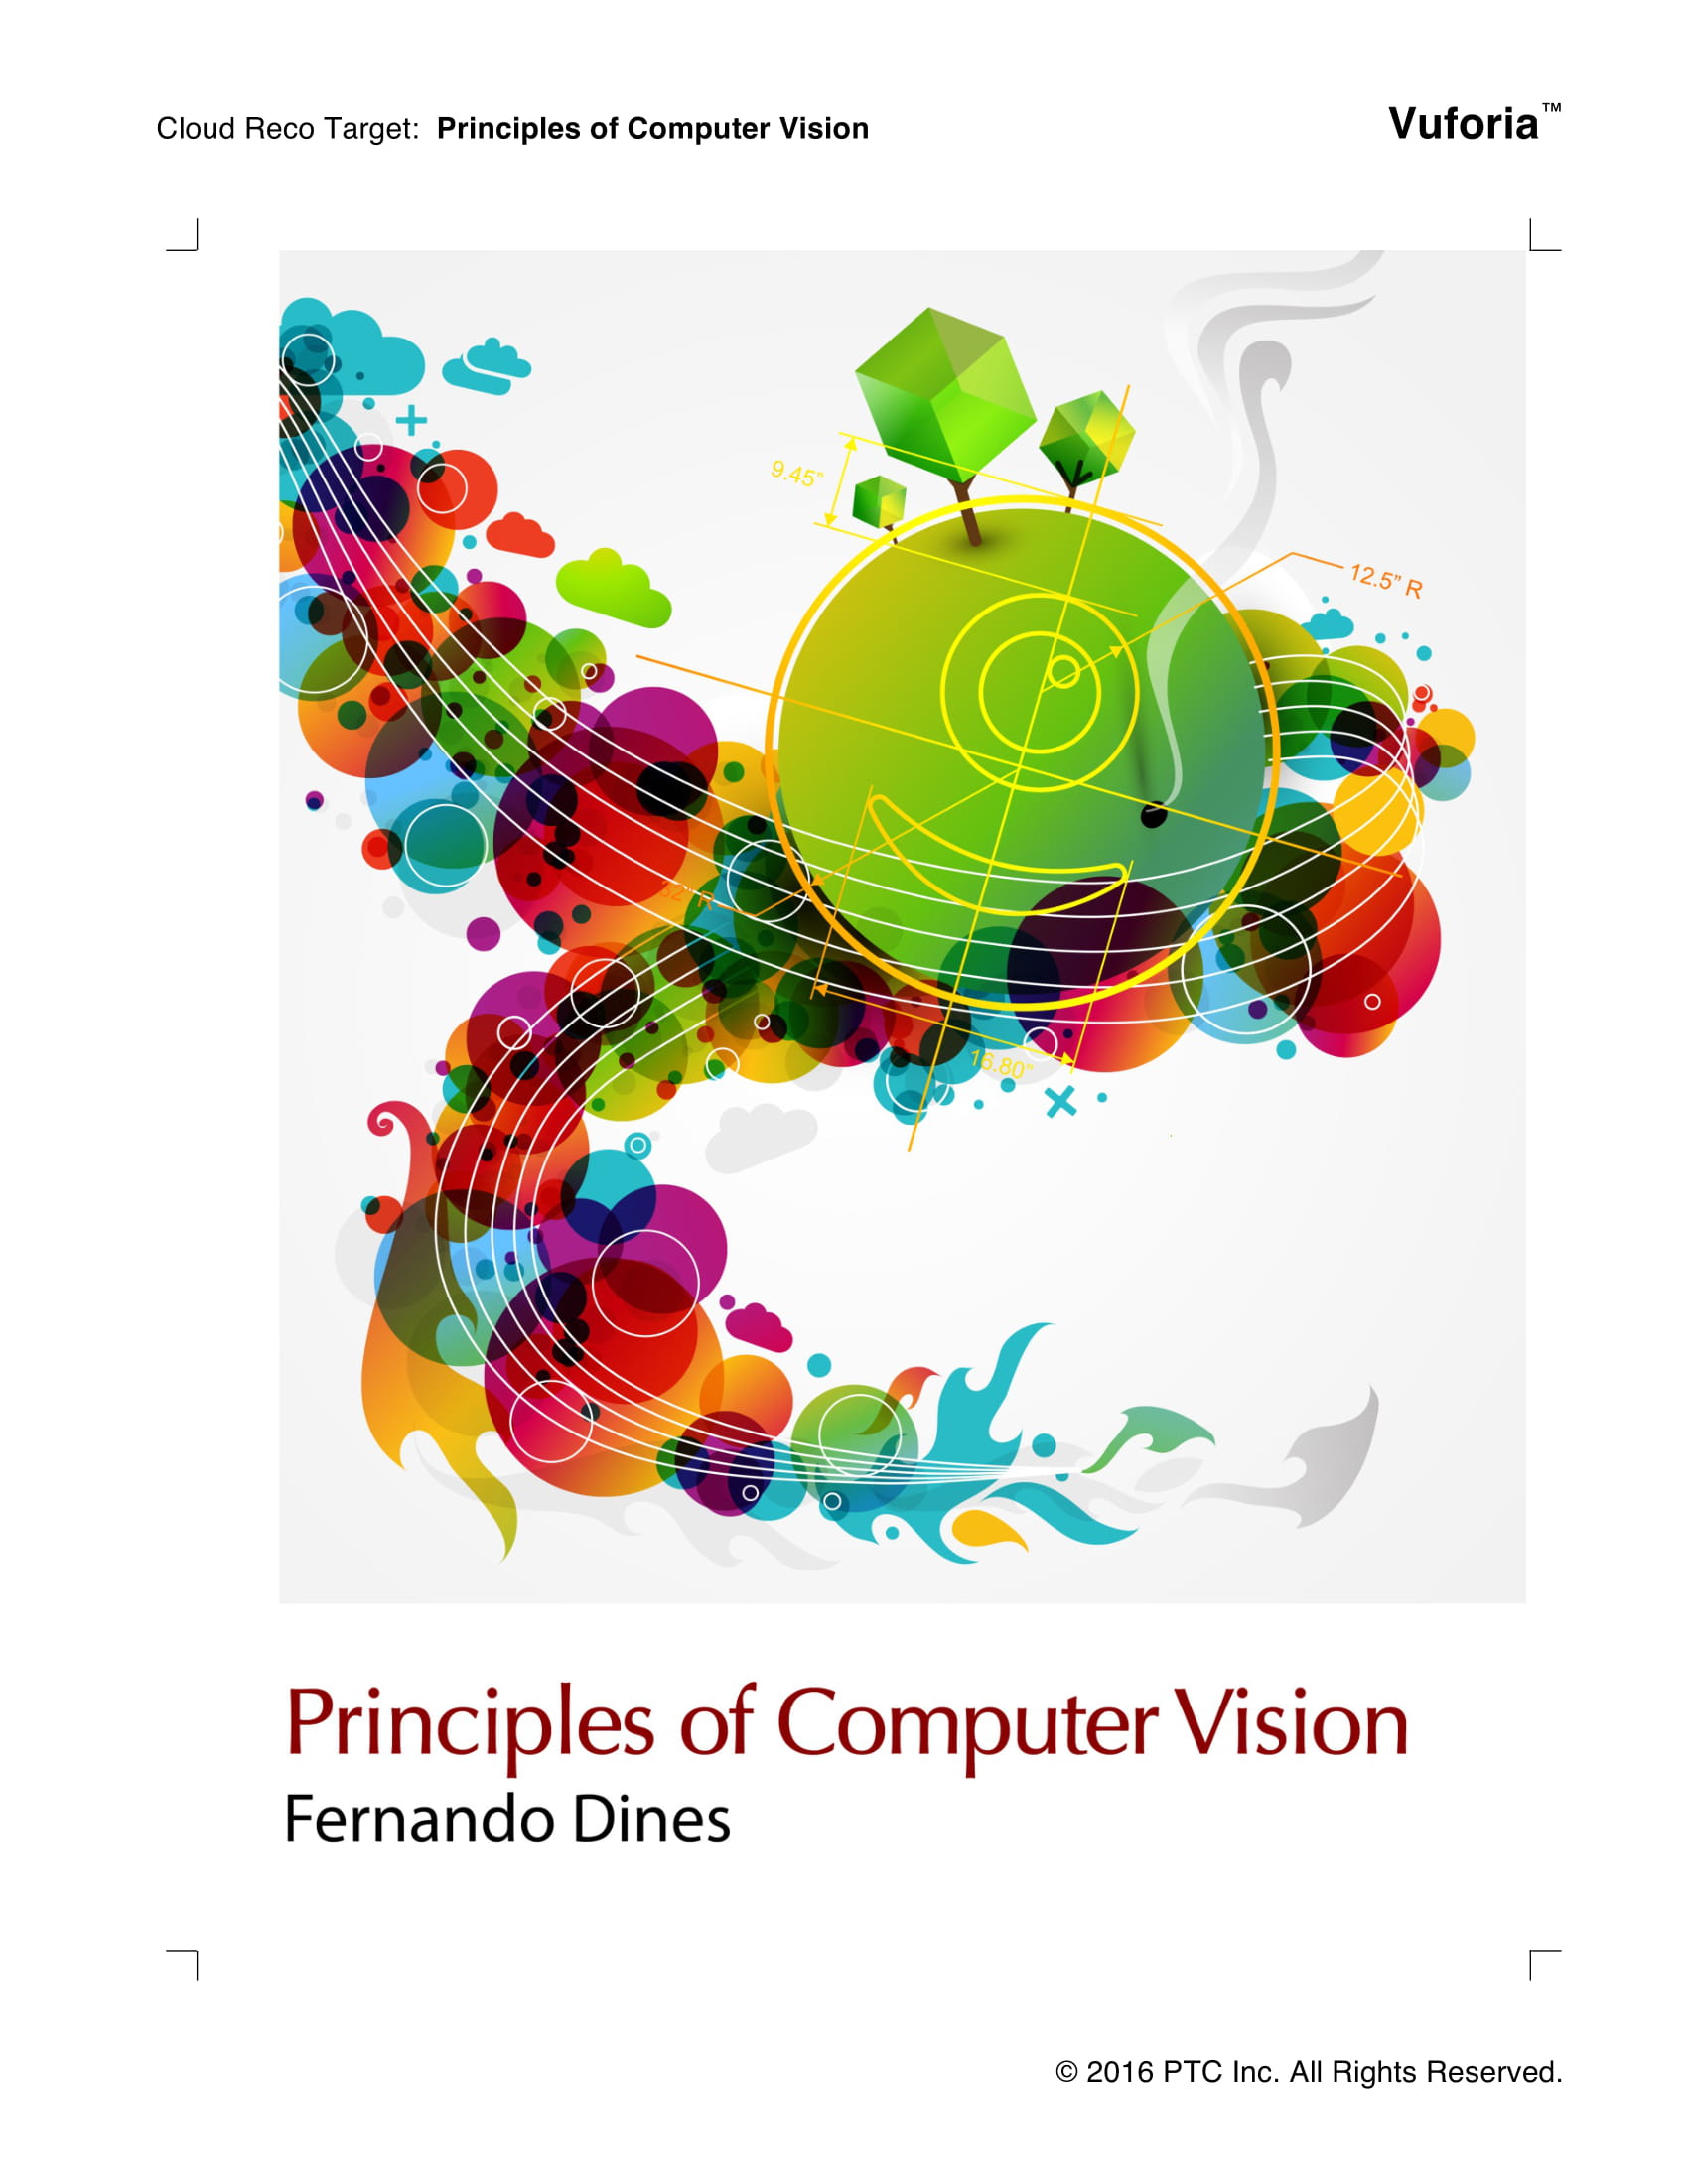 Cloud Reco Target: Principles of Computer Vision
Vuforia™
9.45”
12.5” R
32” R
16.80”
Principles of Computer Vision
Fernando Dines
© 2016 PTC Inc. All Rights Reserved.